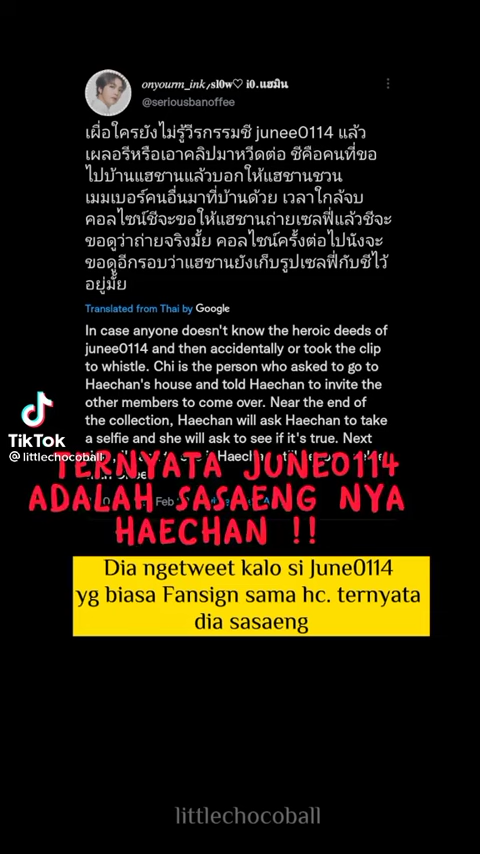 onyourm_ink/sl0w♡ i0.แฮมิน
@seriousbanoffee
เผื่อใครยังไม่รู้วีรกรรมชี junee0114 แล้ว
เผลอรีหรือเอาคลิปมาหวีดต่อ ชีคือคนที่ขอ
ไปบ้านแฮชานแล้วบอกให้แฮชานชวน
เมมเบอร์คนอื่นมาที่บ้านด้วย เวลาใกล้จบ
คอลไซน์ชีจะขอให้แฮชานถ่ายเซลฟี่แล้วชีจะ
ขอดูว่าถ่ายจริงมั้ย คอลไซน์ครั้งต่อไปนังจะ
ขอดูอีกรอบว่าแฮชานยังเก็บรูปเซลฟี่กับชีไว้
อยู่มั้ย
Translated from Thai by Google
In case anyone doesn't know the heroic deeds of
junee0114 and then accidentally or took the clip
to whistle. Chi is the person who asked to go to
Haechan's house and told Haechan to invite the
other members to come over. Near the end of
the collection, Haechan will ask Haechan to take
a selfie and she will ask to see if it's true. Next
Haechan
Feb
TikTok
@littlechocoball
TERNYATA JUNE0114
ADALAH SASAENG NYA
HAECHAN !!
Dia ngetweet kalo si June0114
yg biasa Fansign sama hc. ternyata
dia sasaeng
littlechocoball